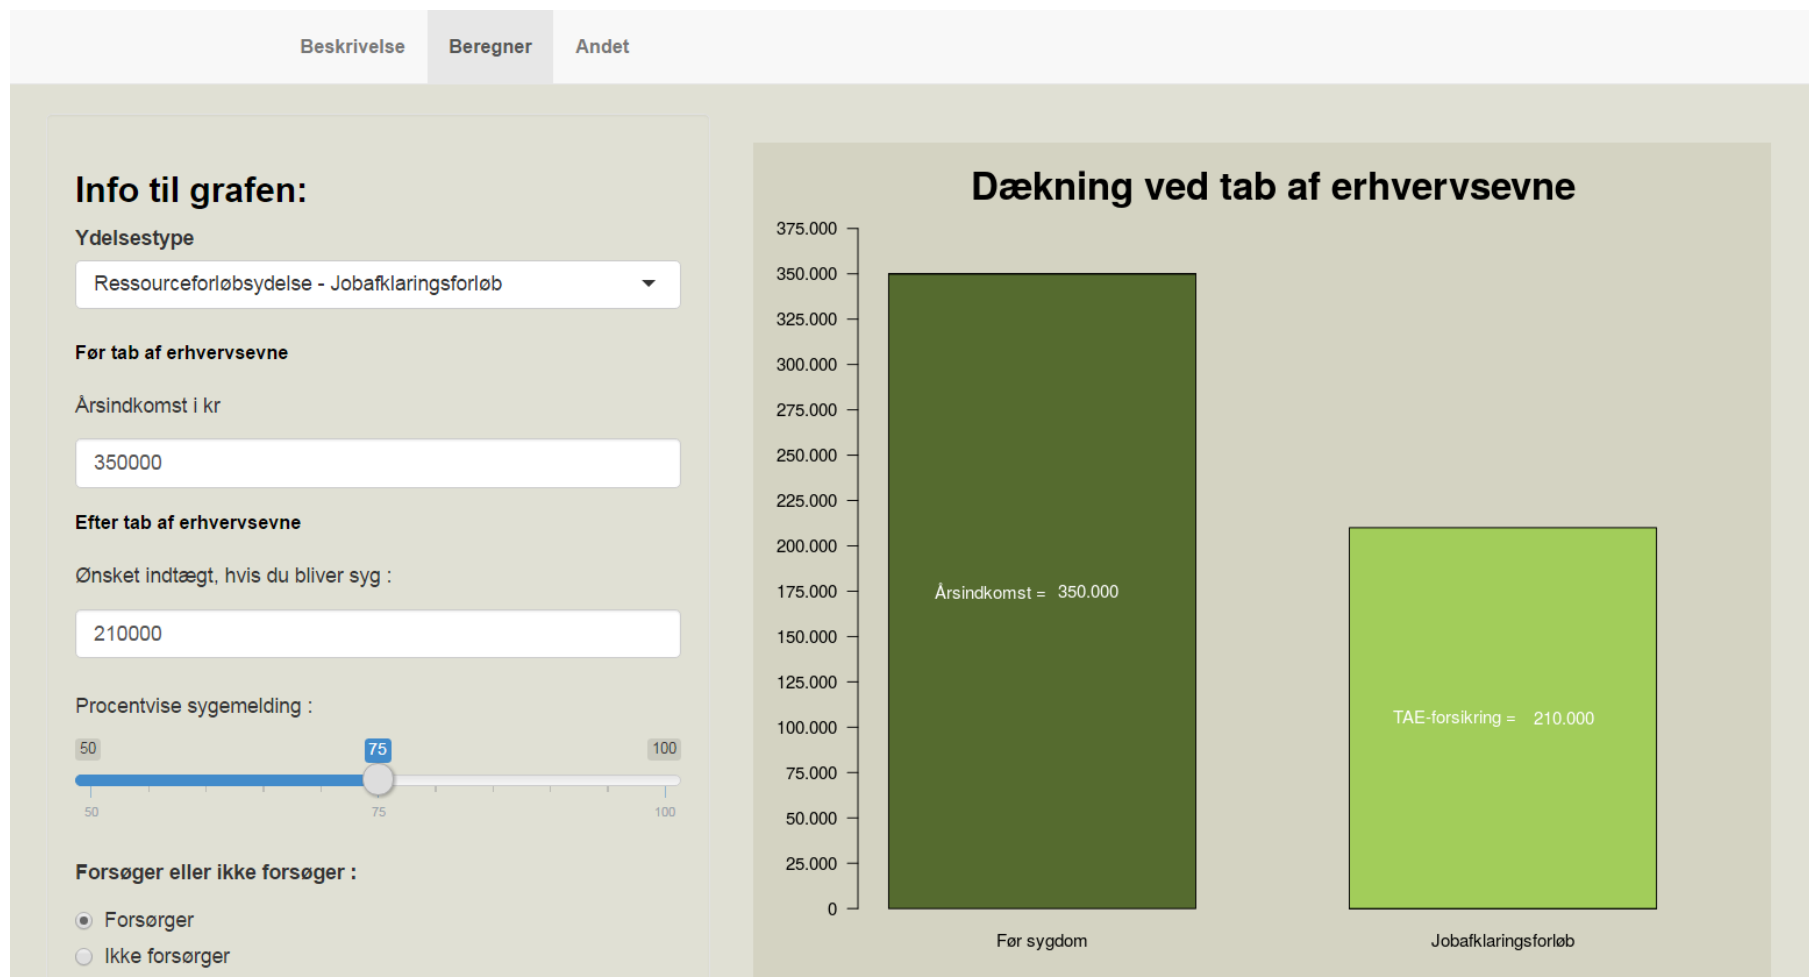 Beskrivelse
Beregner
Andet
Info til grafen:
Ydelsestype
Ressourceforløbsydelse - Jobafklaringsforløb
Før tab af erhvervsevne
Årsindkomst i kr
350000
Efter tab af erhvervsevne
Ønsket indtægt, hvis du bliver syg :
210000
Procentvise sygemelding :
50
75
100
50
75
100
Forsøger eller ikke forsøger :
Forsørger
Ikke forsørger
Dækning ved tab af erhvervsevne
375.000
350.000
325.000
300.000
275.000
250.000
225.000
200.000
175.000
150.000
125.000
100.000
75.000
50.000
25.000
0
Årsindkomst = 350.000
TAE-forsikring = 210.000
Før sygdom
Jobafklaringsforløb